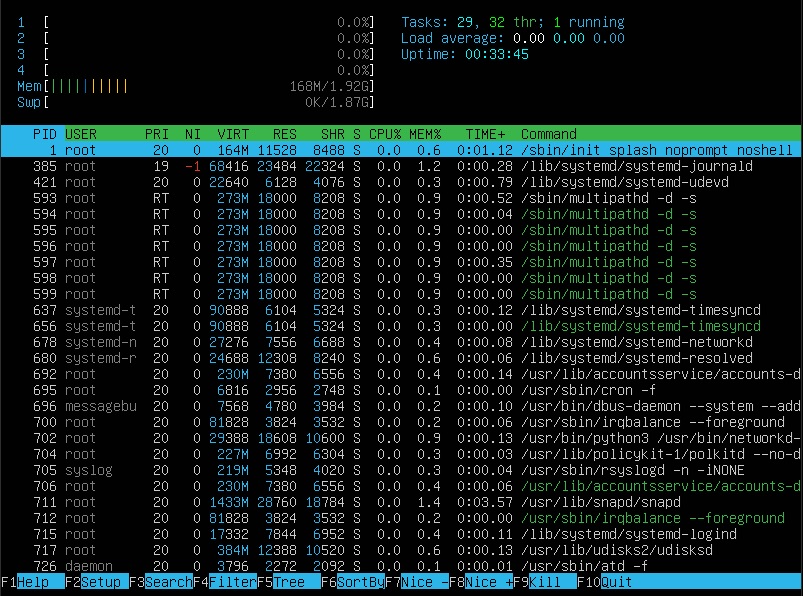 1 [ 0.0%] Tasks: 29, 32 thr; 1 running
2 [ 0.0%] Load average: 0.00 0.00 0.00
3 [ 0.0%] Uptime: 00:33:45
4 [ 0.0%]
Mem[||||||||||| 168M/1.92G]
Swp[ 0K/1.87G]
PID USER PRI NI VIRT RES SHR S CPU% MEM% TIME+ Command
1 root 20 0 164M 11528 8488 S 0.0 0.6 0:01.12 /sbin/init splash noprompt noshell
385 root 19 -1 68416 23484 22324 S 0.0 1.2 0:00.28 /lib/systemd/systemd-journald
421 root 20 0 22640 6128 4076 S 0.0 0.3 0:00.79 /lib/systemd/systemd-udevd
593 root RT 0 273M 18000 8208 S 0.0 0.9 0:00.52 /sbin/multipathd -d -s
594 root RT 0 273M 18000 8208 S 0.0 0.9 0:00.04 /sbin/multipathd -d -s
595 root RT 0 273M 18000 8208 S 0.0 0.9 0:00.00 /sbin/multipathd -d -s
596 root RT 0 273M 18000 8208 S 0.0 0.9 0:00.00 /sbin/multipathd -d -s
597 root RT 0 273M 18000 8208 S 0.0 0.9 0:00.35 /sbin/multipathd -d -s
598 root RT 0 273M 18000 8208 S 0.0 0.9 0:00.00 /sbin/multipathd -d -s
599 root RT 0 273M 18000 8208 S 0.0 0.9 0:00.00 /sbin/multipathd -d -s
637 systemd-t 20 0 90888 6104 5324 S 0.0 0.3 0:00.12 /lib/systemd/systemd-timesyncd
656 systemd-t 20 0 90888 6104 5324 S 0.0 0.3 0:00.00 /lib/systemd/systemd-timesyncd
678 systemd-n 20 0 27276 7556 6688 S 0.0 0.4 0:00.08 /lib/systemd/systemd-networkd
680 systemd-r 20 0 24688 12308 8240 S 0.0 0.6 0:00.06 /lib/systemd/systemd-resolved
692 root 20 0 230M 7380 6556 S 0.0 0.4 0:00.14 /usr/lib/accountsservice/accounts-d
695 root 20 0 6816 2956 2748 S 0.0 0.1 0:00.00 /usr/sbin/cron -f
696 messagebu 20 0 7568 4780 3984 S 0.0 0.2 0:00.10 /usr/bin/dbus-daemon --system --add
700 root 20 0 81828 3824 3532 S 0.0 0.2 0:00.06 /usr/sbin/irqbalance --foreground
702 root 20 0 29388 18608 10600 S 0.0 0.9 0:00.13 /usr/bin/python3 /usr/bin/networkd-
704 root 20 0 227M 6992 6304 S 0.0 0.3 0:00.03 /usr/lib/policykit-1/polkitd --no-d
705 syslog 20 0 219M 5348 4020 S 0.0 0.3 0:00.04 /usr/sbin/rsyslogd -n -iNONE
706 root 20 0 230M 7380 6556 S 0.0 0.4 0:00.06 /usr/lib/accountsservice/accounts-d
711 root 20 0 1433M 28760 18784 S 0.0 1.4 0:03.57 /usr/lib/snapd/snapd
712 root 20 0 81828 3824 3532 S 0.0 0.2 0:00.00 /usr/sbin/irqbalance --foreground
715 root 20 0 17332 7844 6952 S 0.0 0.4 0:00.11 /lib/systemd/systemd-logind
717 root 20 0 384M 12388 10520 S 0.0 0.6 0:00.13 /usr/lib/udisks2/udisksd
726 daemon 20 0 3796 2272 2092 S 0.0 0.1 0:00.01 /usr/sbin/atd -f
F1Help F2Setup F3SearchF4FilterF5Tree F6SortByF7Nice -F8Nice +F9Kill F10Quit